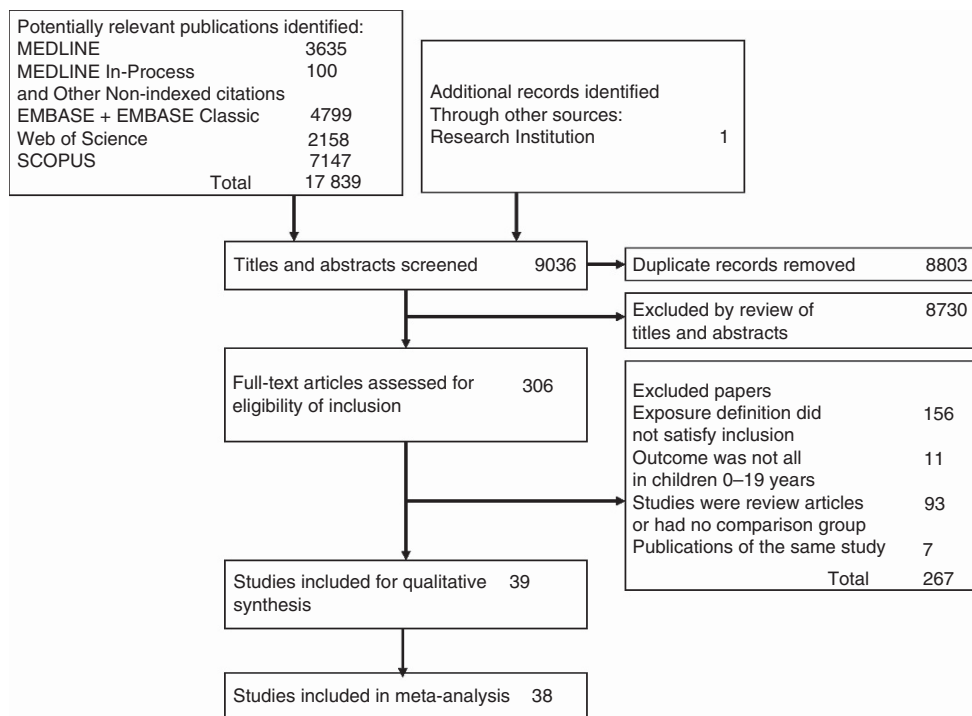 Potentially relevant publications identified:
MEDLINE 3635
MEDLINE In-Process 100
and Other Non-indexed citations
EMBASE + EMBASE Classic 4799
Web of Science 2158
SCOPUS 7147
Total 17 839
Additional records identified
Through other sources:
Research Institution 1
Titles and abstracts screened 9036
Duplicate records removed 8803
Excluded by review of 8730
titles and abstracts
Full-text articles assessed for 306
eligibility of inclusion
Excluded papers
Exposure definition did 156
not satisfy inclusion
Outcome was not all 11
in children 0–19 years
Studies were review articles 93
or had no comparison group
Publications of the same study 7
Total 267
Studies included for qualitative 39
synthesis
Studies included in meta-analysis 38